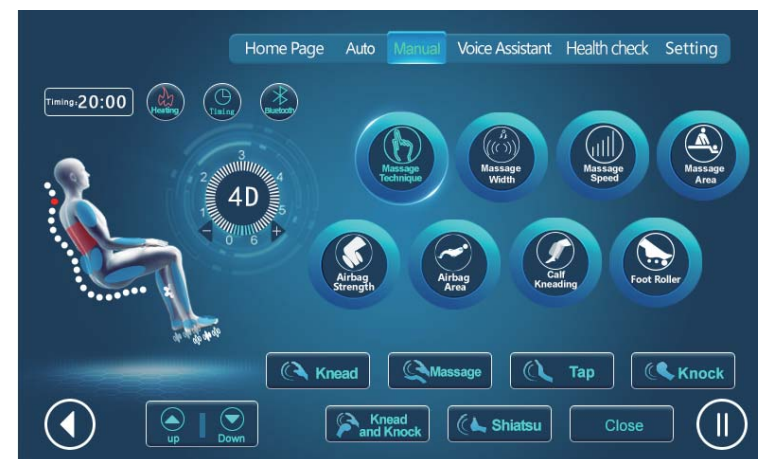 Home Page Auto Manual Voice Assistant Health check Setting
Timing:20:00
Heating
Timing
Bluetooth
3
2 4
4D
1 5
- 0 6 +
Massage
Technique
Massage
Width
Massage
Speed
Massage
Area
Airbag
Strength
Airbag
Area
Calf
Kneading
Foot Roller
Knead
Massage
Tap
Knock
up
Down
Knead
and Knock
Shiatsu
Close